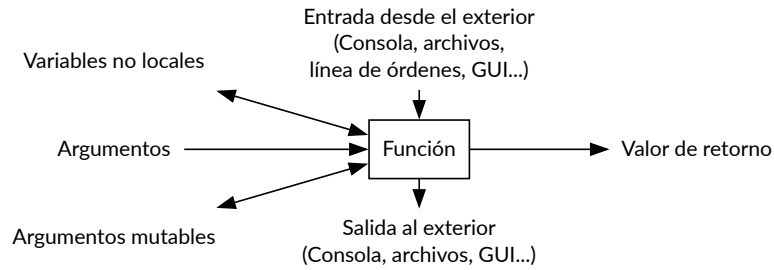 Entrada desde el exterior
(Consola, archivos,
línea de órdenes, GUI...)
Variables no locales
Argumentos
Función
Valor de retorno
Argumentos mutables
Salida al exterior
(Consola, archivos, GUI...)